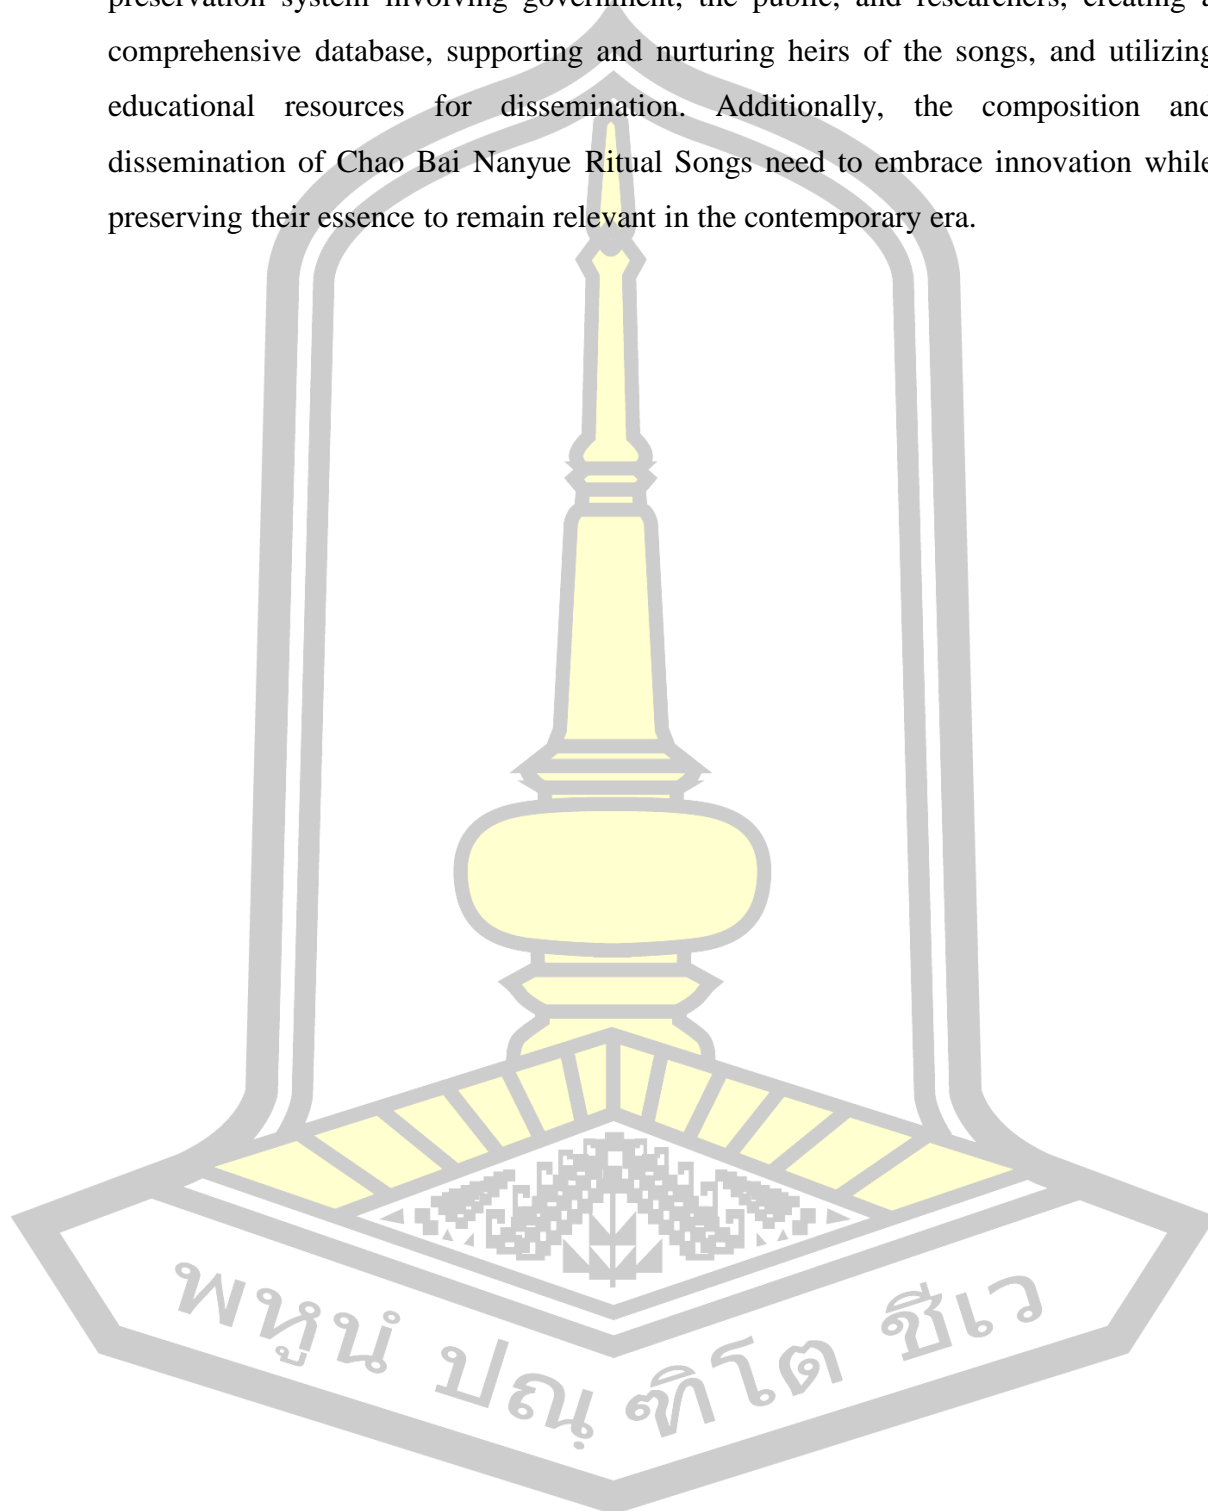 preservation system involving government, the public, and researchers, creating a
comprehensive database, supporting and nurturing heirs of the songs, and utilizing
educational resources for dissemination. Additionally, the composition and
dissemination of Chao Bai Nanyue Ritual Songs need to embrace innovation while
preserving their essence to remain relevant in the contemporary era.
พหูนํ ปณฺฑิโต ชีเว